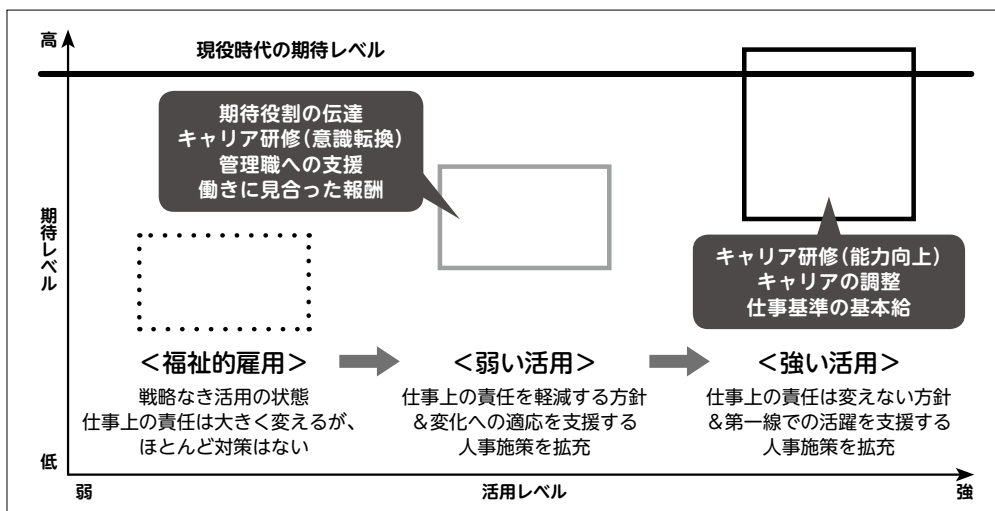 高
現役時代の期待レベル
期待役割の伝達
キャリア研修(意識転換)
管理職への支援
働きに見合った報酬
期待レベル
キャリア研修(能力向上)
キャリアの調整
仕事基準の基本給
<福祉的雇用>
戦略なき活用の状態
仕事上の責任は大きく変えるが、
ほとんど対策はない
<弱い活用>
仕事上の責任を軽減する方針
&変化への適応を支援する
人事施策を拡充
<強い活用>
仕事上の責任は変えない方針
&第一線での活躍を支援する
人事施策を拡充
低
弱
活用レベル
強